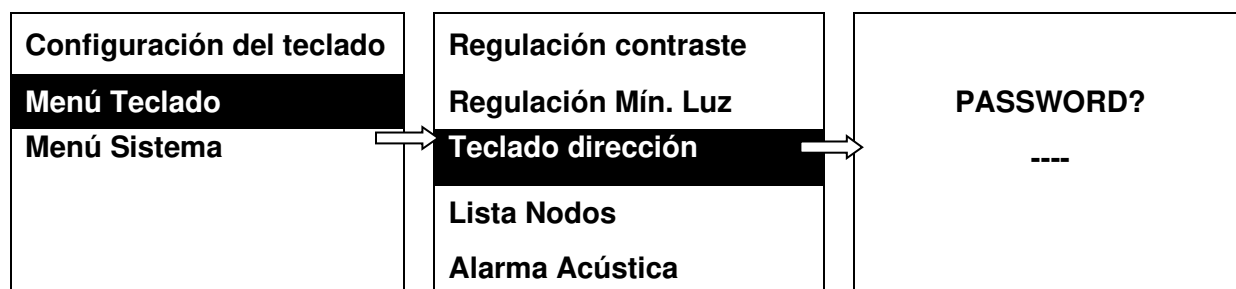 Configuración del teclado
Menú Teclado
Menú Sistema
Regulación contraste
Regulación Mín. Luz
Teclado dirección
Lista Nodos
Alarma Acústica
PASSWORD?
----